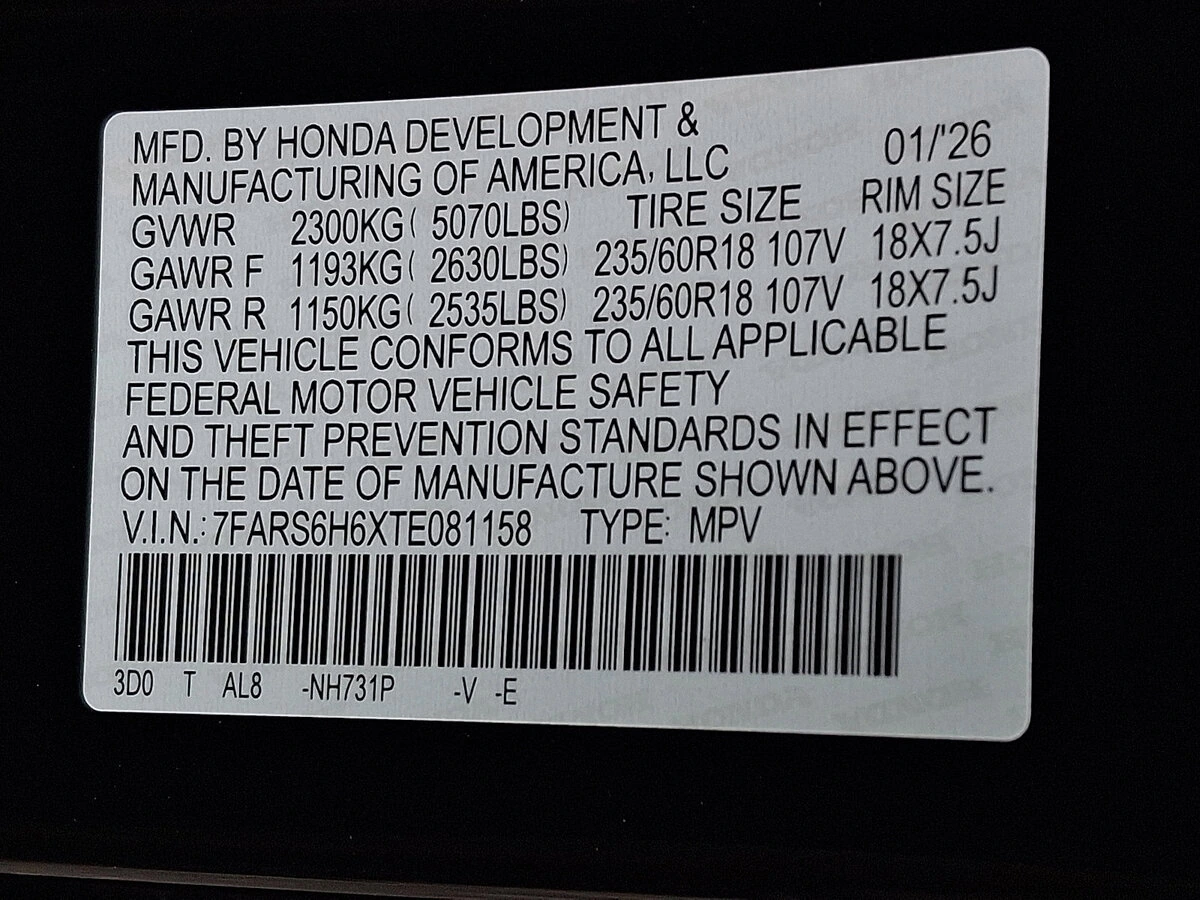 MFD. BY HONDA DEVELOPMENT &
MANUFACTURING OF AMERICA, LLC 01/'26
GVWR 2300KG( 5070LBS) TIRE SIZE RIM SIZE
GAWR F 1193KG( 2630LBS) 235/60R18 107V 18X7.5J
GAWR R 1150KG( 2535LBS) 235/60R18 107V 18X7.5J
THIS VEHICLE CONFORMS TO ALL APPLICABLE
FEDERAL MOTOR VEHICLE SAFETY
AND THEFT PREVENTION STANDARDS IN EFFECT
ON THE DATE OF MANUFACTURE SHOWN ABOVE.
V.I.N.: 7FARS6H6XTE081158 TYPE: MPV
3D0 T AL8 -NH731P -V -E